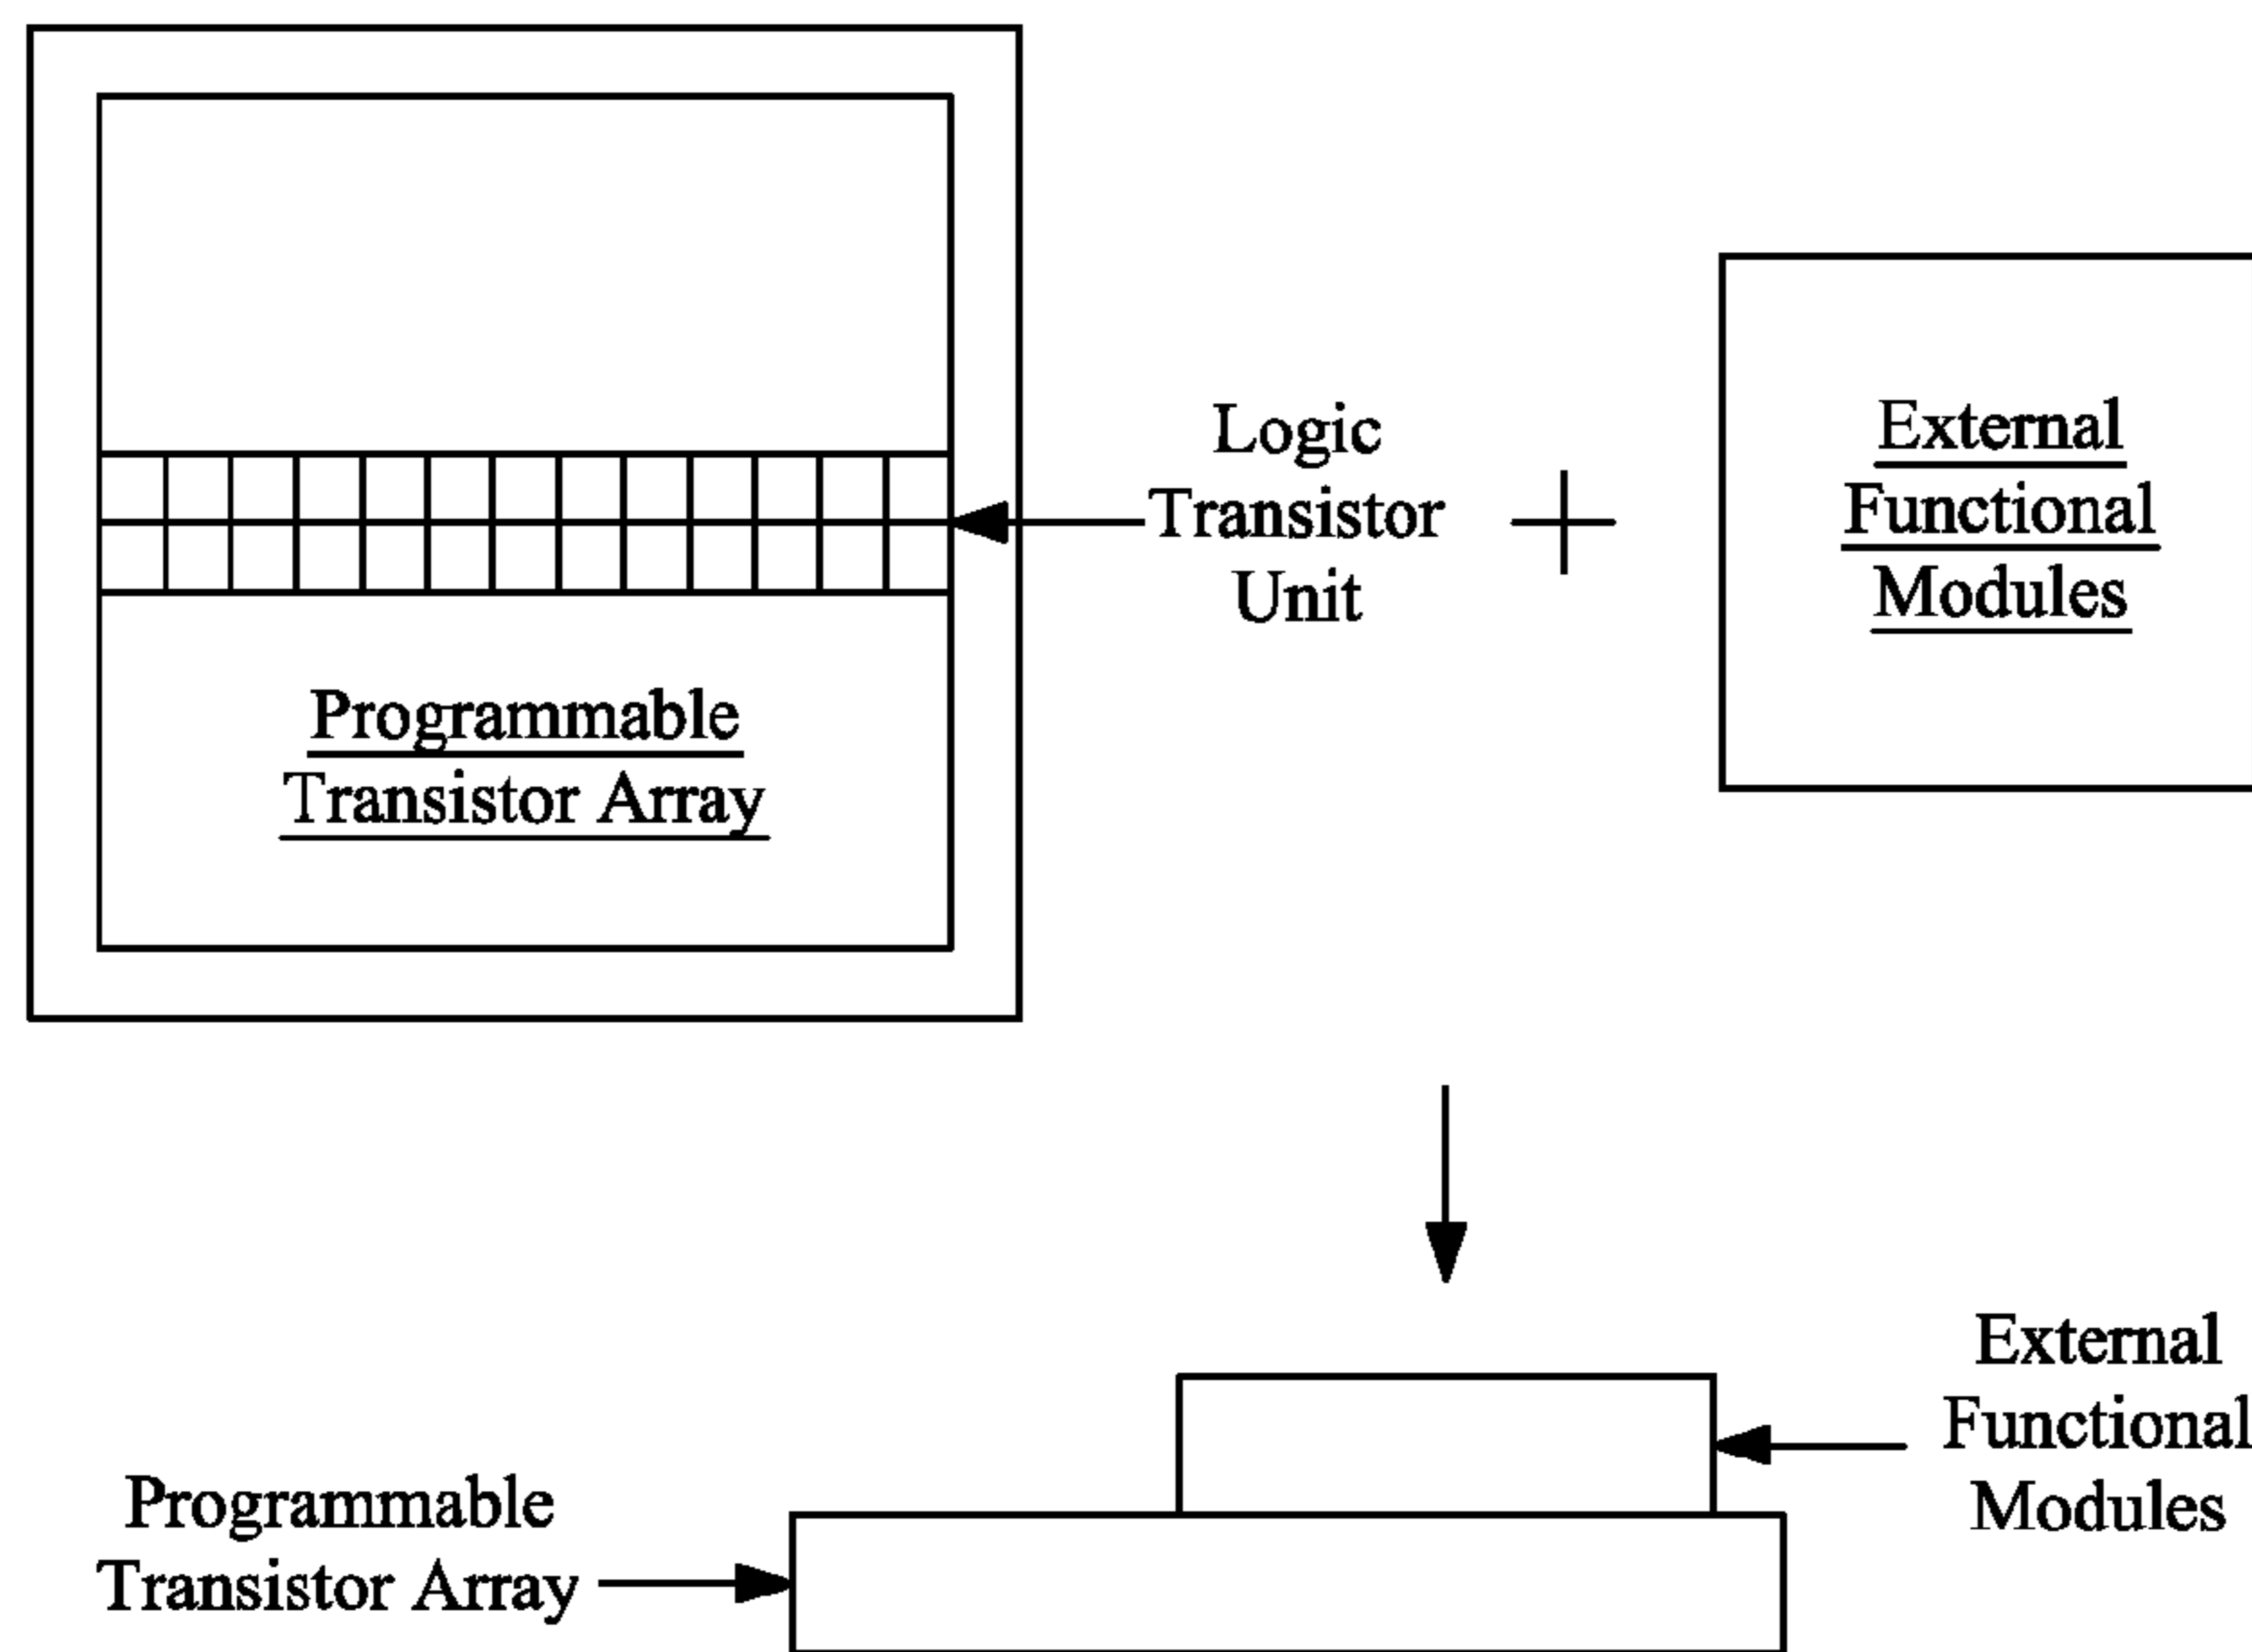 Logic
Transistor
Unit
External
Functional
Modules
Programmable
Transistor Array
External
Functional
Modules
Programmable
Transistor Array